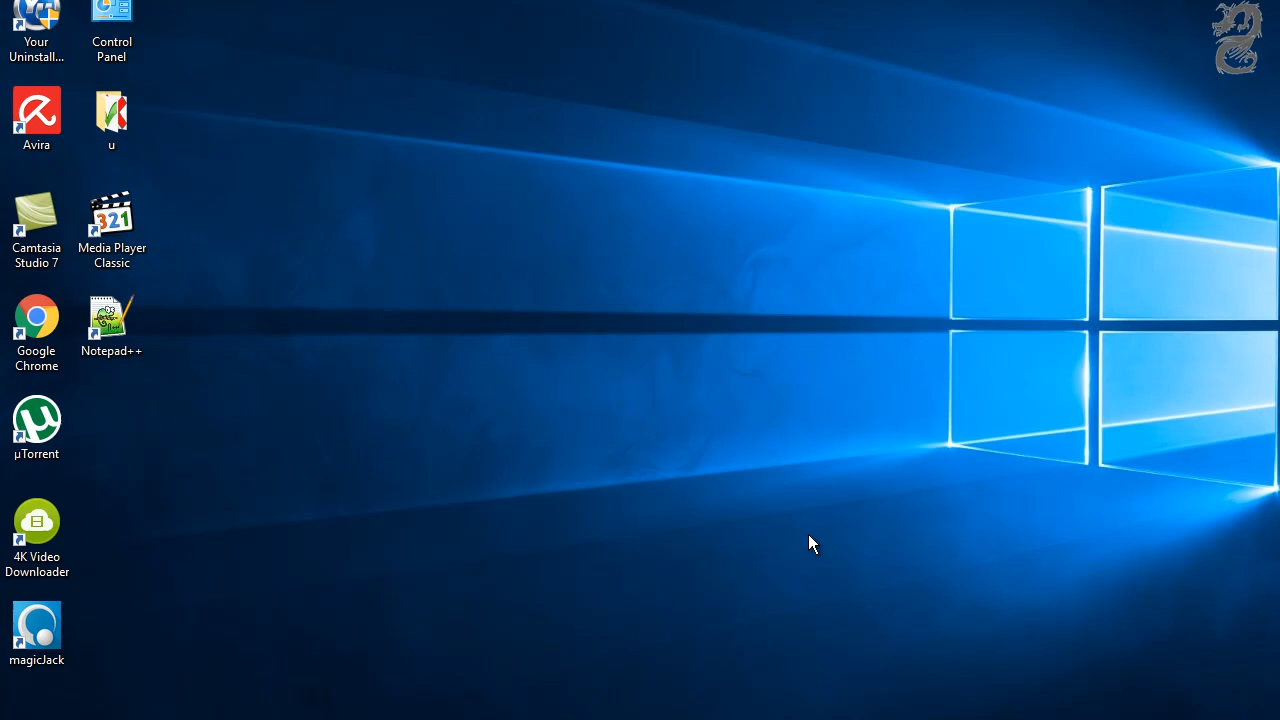 Your
Uninstall...
Control
Panel
Avira
u
Camtasia
Studio 7
321
Media Player
Classic
Google
Chrome
Notepad++
µTorrent
4K Video
Downloader
magicJack